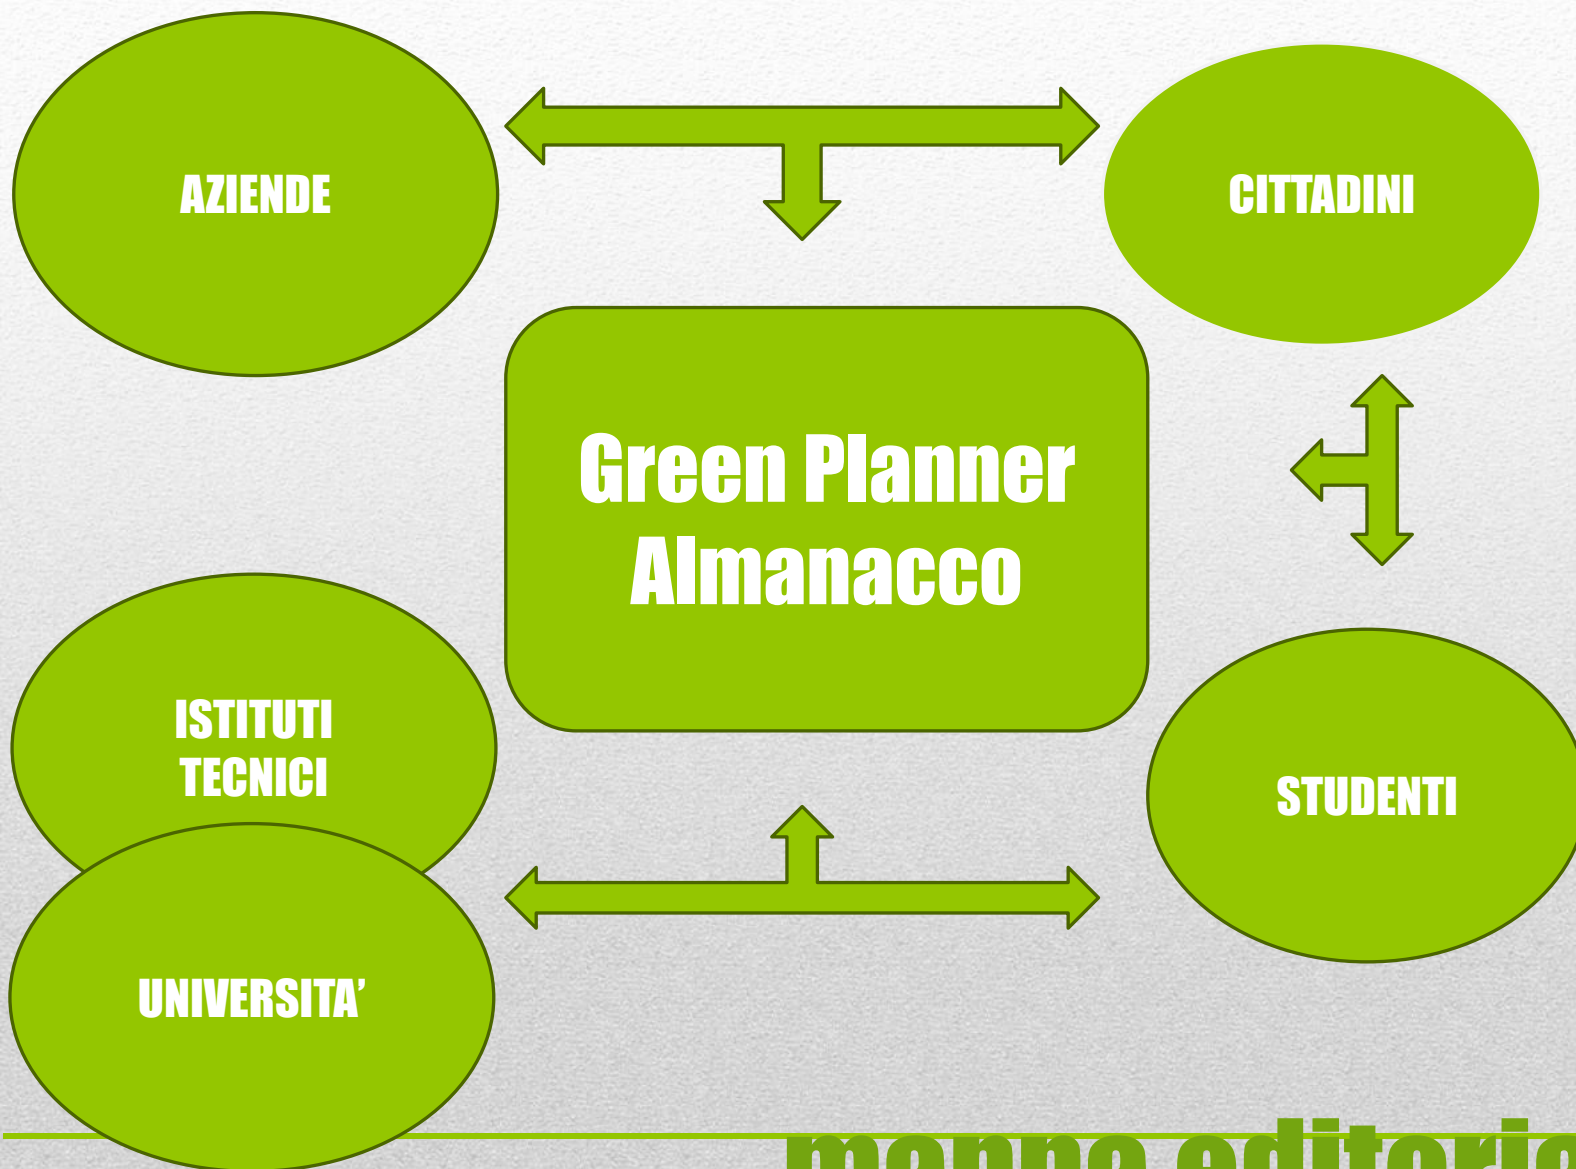 AZIENDE
CITTADINI
Green Planner
Almanacco
ISTITUTI
TECNICI
STUDENTI
UNIVERSITA’